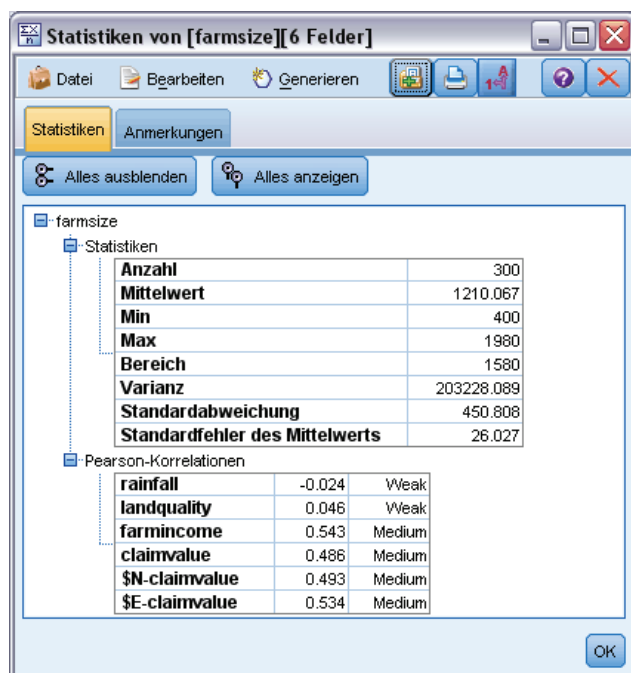 Statistiken von [farmsize][6 Felder]
Datei Bearbeiten Generieren
Statistiken Anmerkungen
Alles ausblenden Alles anzeigen
farmsize
Statistiken
Anzahl 300
Mittelwert 1210.067
Min 400
Max 1980
Bereich 1580
Varianz 203228.089
Standardabweichung 450.808
Standardfehler des Mittelwerts 26.027
Pearson-Korrelationen
rainfall -0.024 Weak
landquality 0.046 Weak
farmincome 0.543 Medium
claimvalue 0.486 Medium
$N-claimvalue 0.493 Medium
$E-claimvalue 0.534 Medium
OK